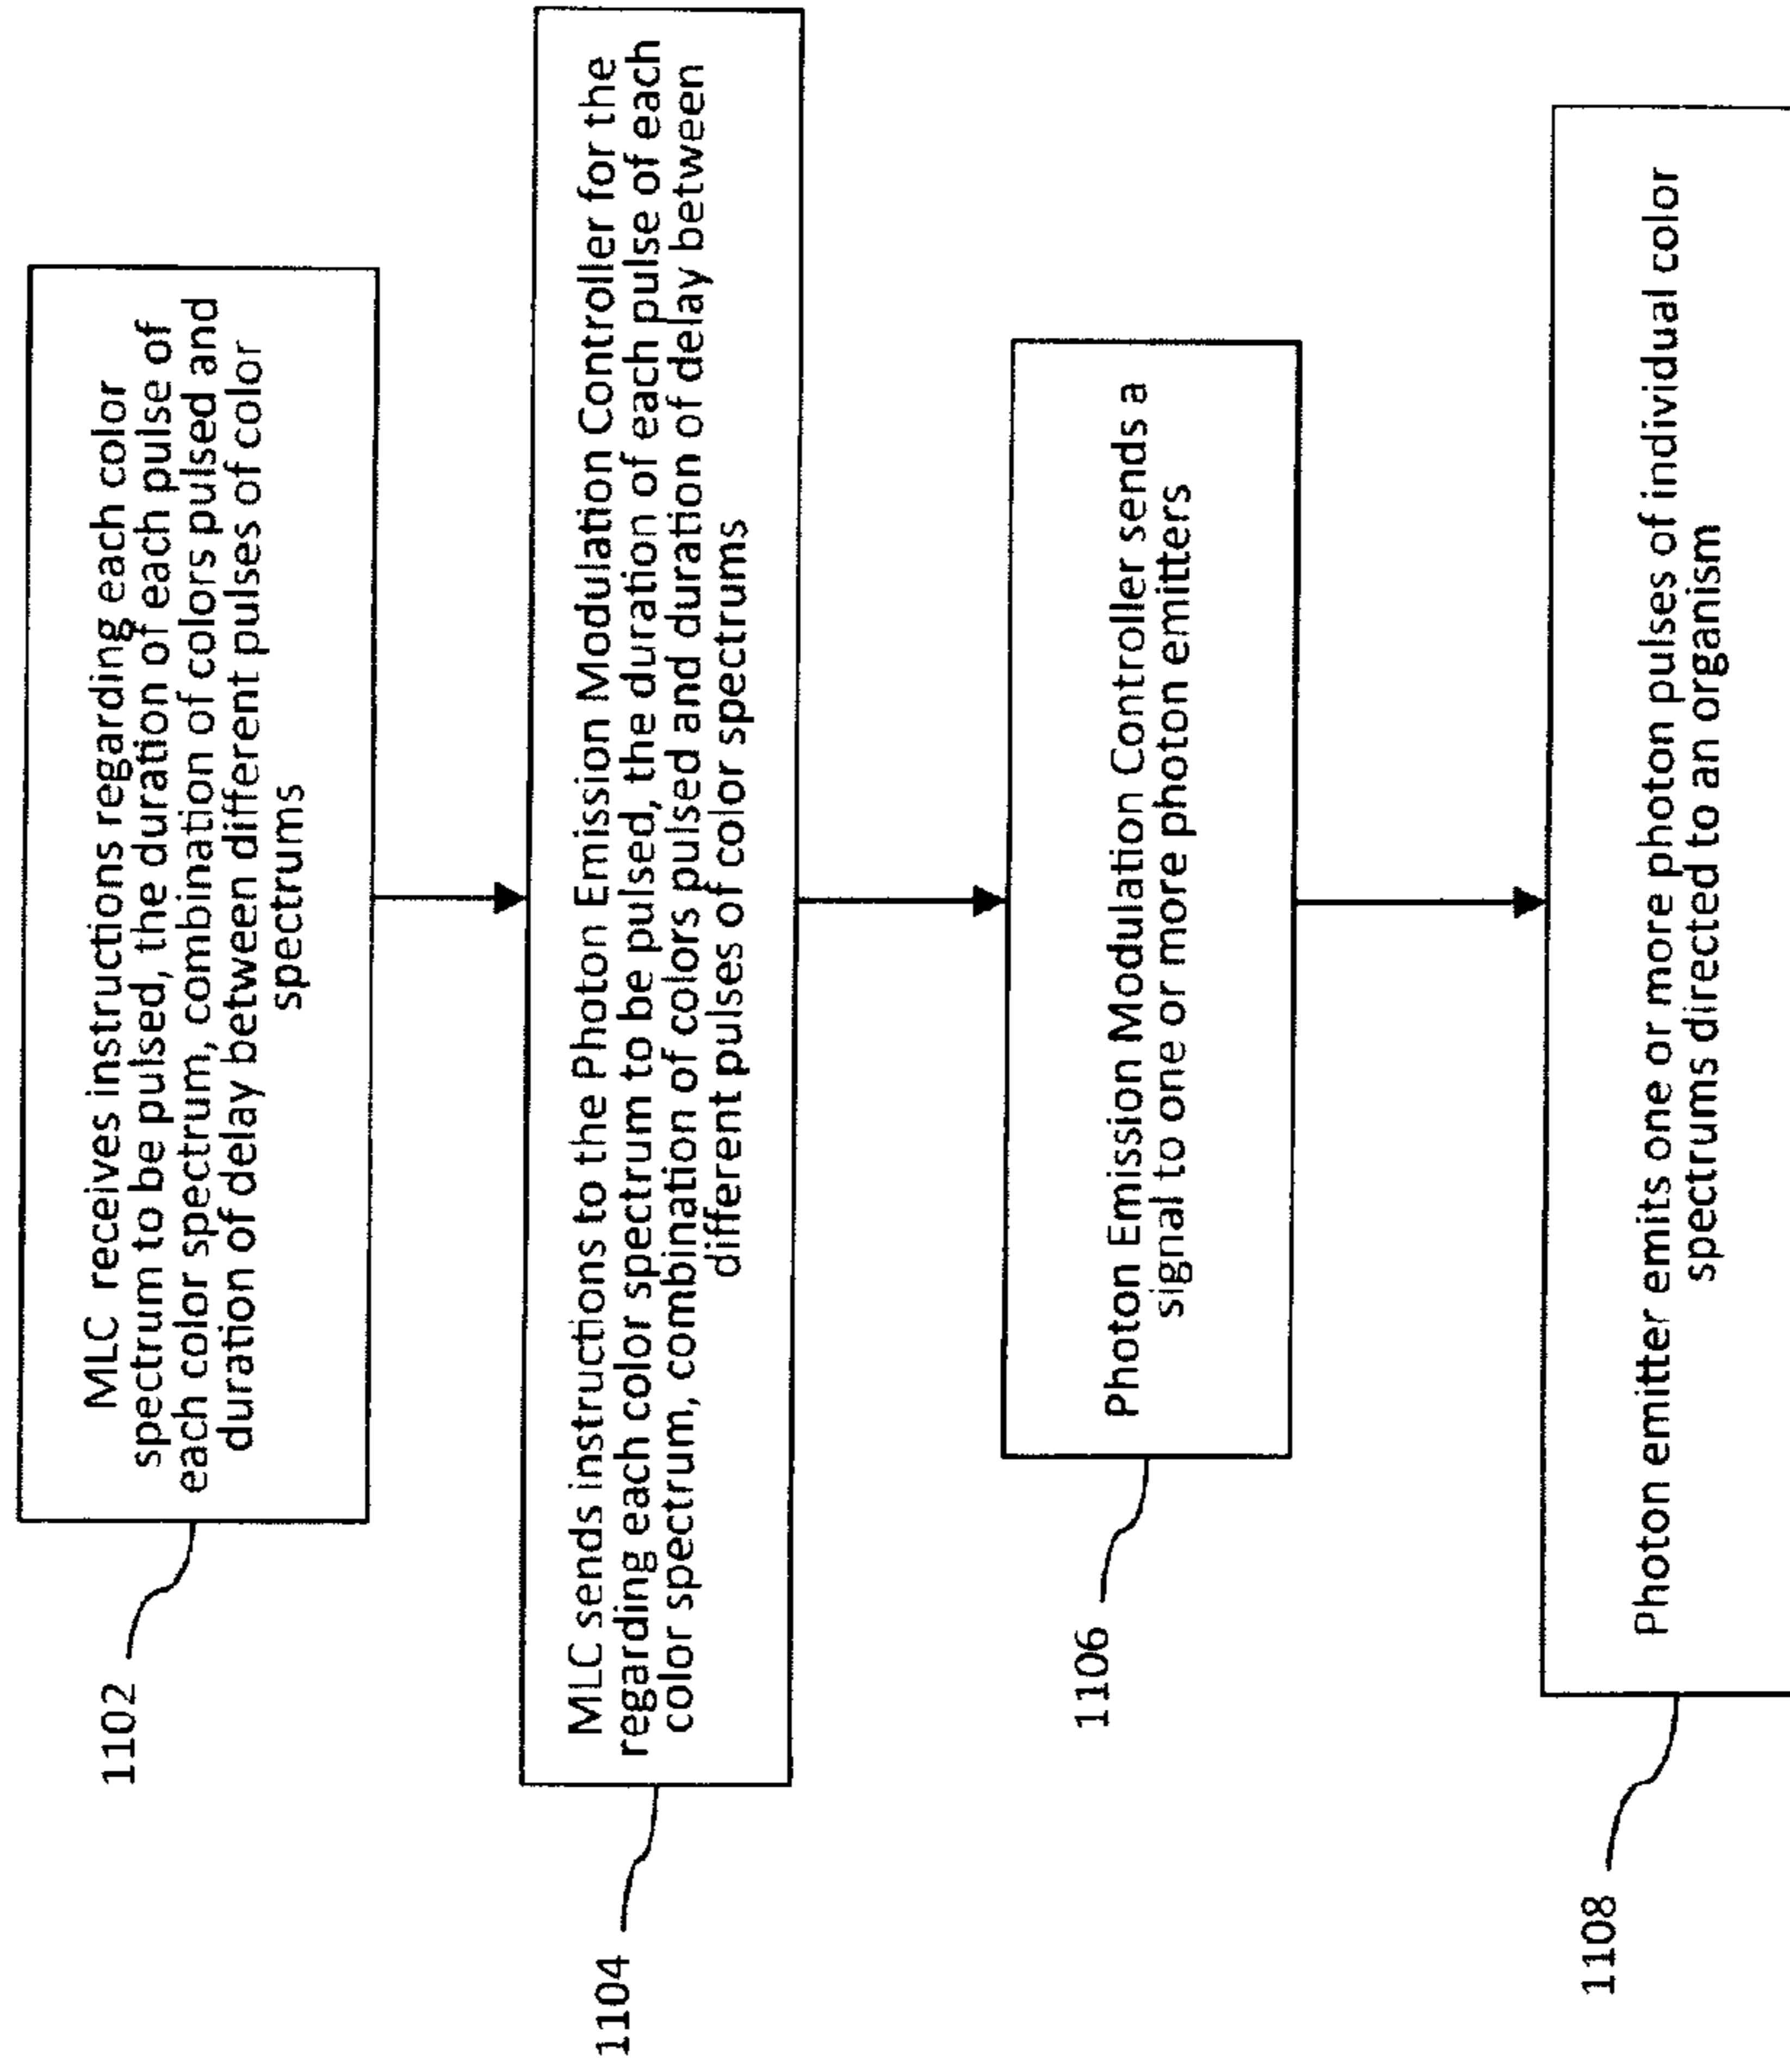 1102
MLC receives instructions regarding each color
spectrum to be pulsed, the duration of each pulse of
each color spectrum, combination of colors pulsed and
duration of delay between different pulses of color
spectrums
1104
MLC sends instructions to the Photon Emission Modulation Controller for the
regarding each color spectrum to be pulsed, the duration of each pulse of each
color spectrum, combination of colors pulsed and duration of delay between
different pulses of color spectrums
1106
Photon Emission Modulation Controller sends a
signal to one or more photon emitters
1108
Photon emitter emits one or more photon pulses of individual color
spectrums directed to an organism